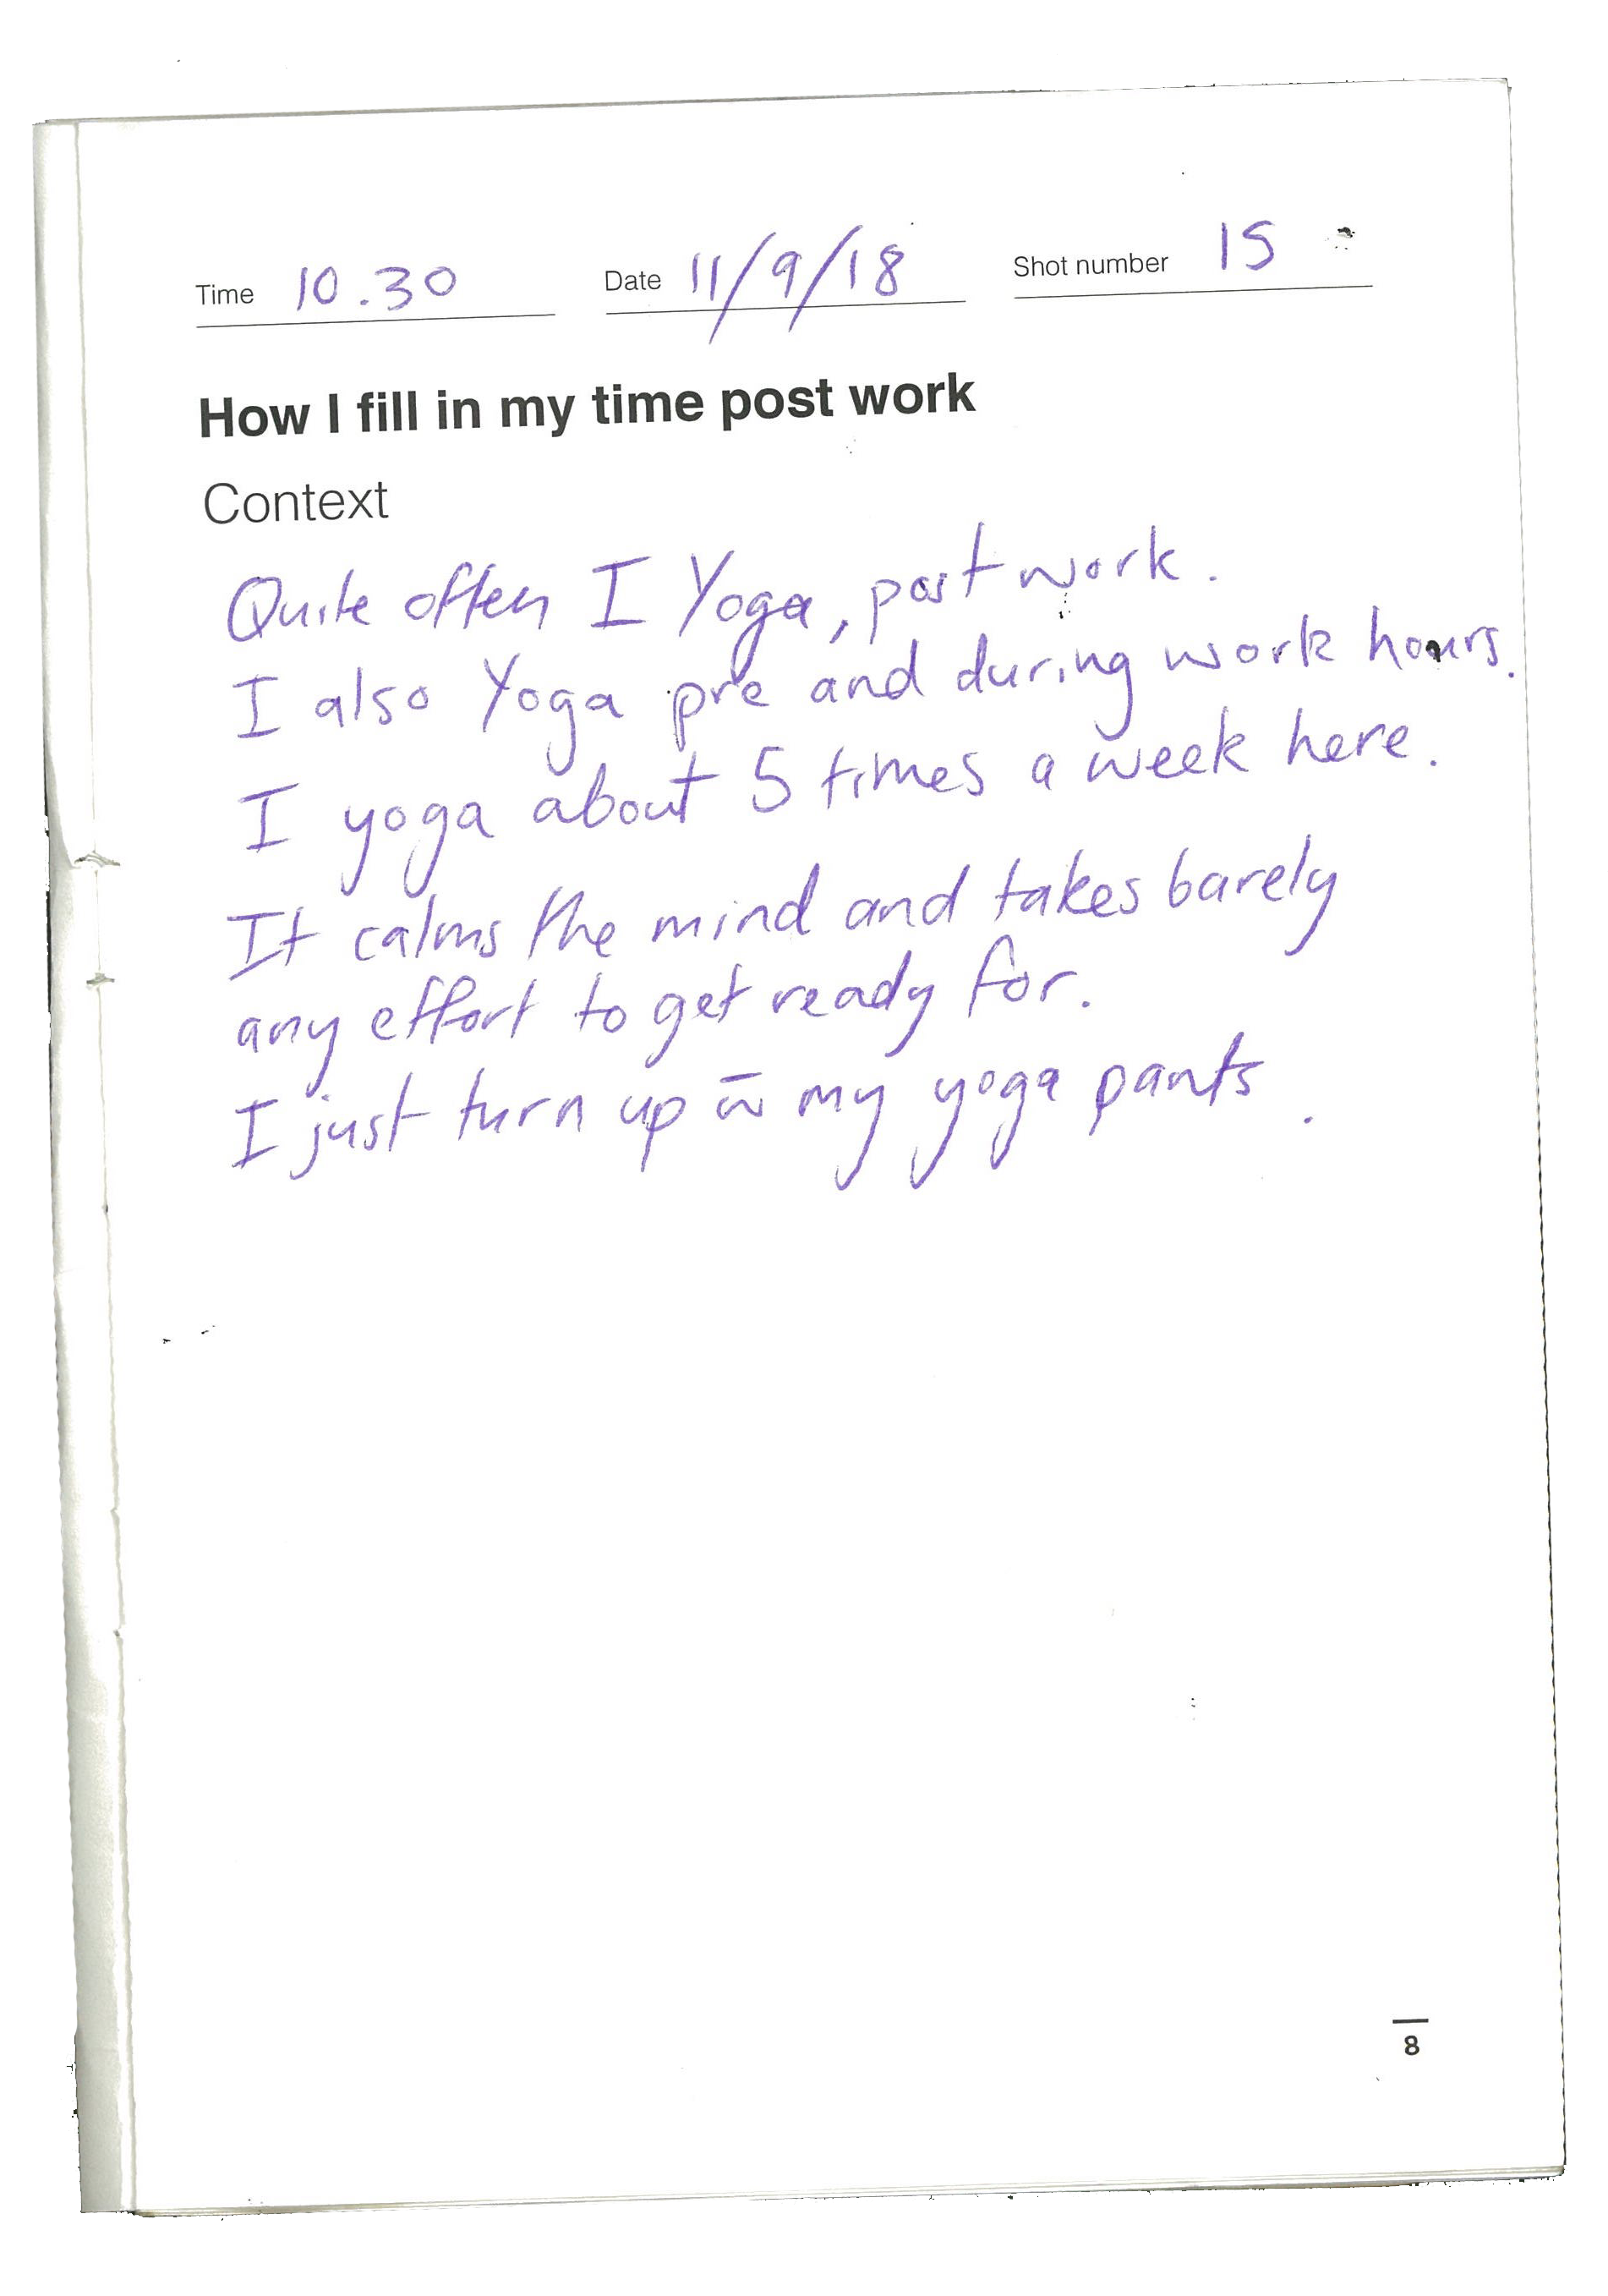 Time 10.30 Date 11/9/18 Shot number 15
How I fill in my time post work
Context
Quite often I Yoga, post work.
I also Yoga pre and during work hours.
I yoga about 5 times a week here.
It calms the mind and takes barely
any effort to get ready for.
I just turn up w̄ my yoga pants.
8